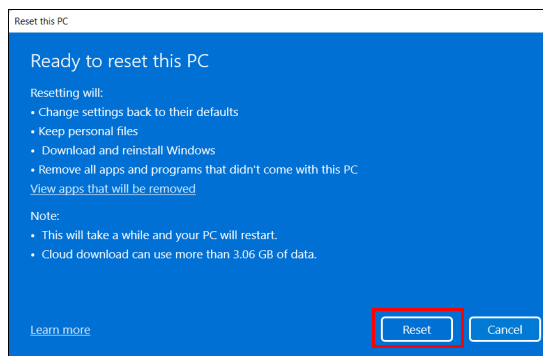 Reset this PC
Ready to reset this PC
Resetting will:
• Change settings back to their defaults
• Keep personal files
• Download and reinstall Windows
• Remove all apps and programs that didn't come with this PC
View apps that will be removed
Note:
• This will take a while and your PC will restart.
• Cloud download can use more than 3.06 GB of data.
Learn more
Reset
Cancel